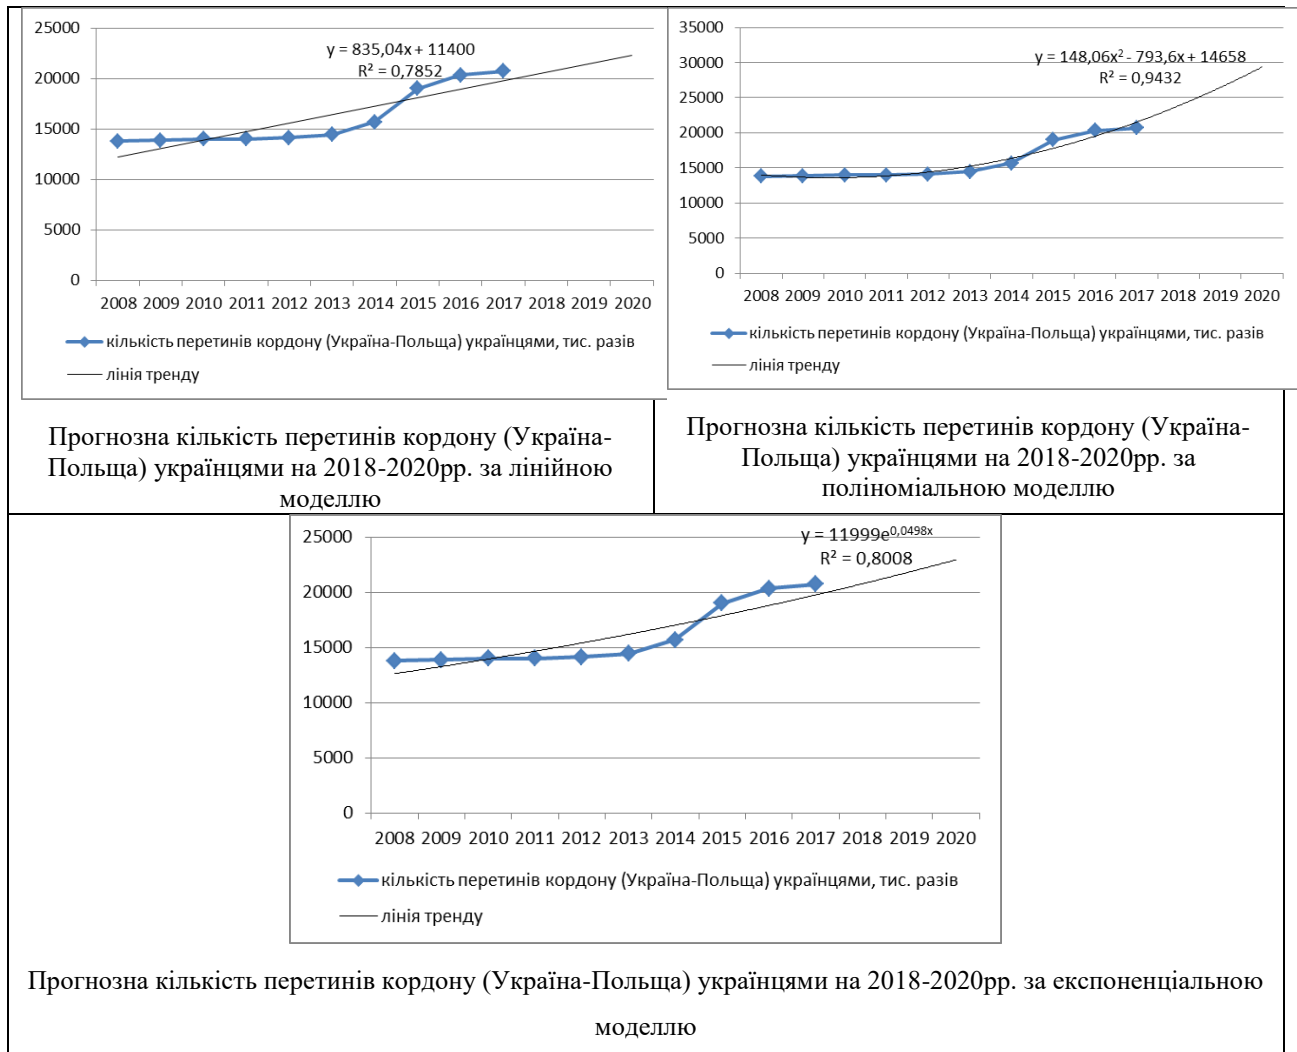 25000
20000
15000
10000
5000
0
y = 835,04x + 11400
R² = 0,7852
2008 2009 2010 2011 2012 2013 2014 2015 2016 2017 2018 2019 2020
кількість перетинів кордону (Україна-Польща) українцями, тис. разів
лінія тренду
Прогнозна кількість перетинів кордону (Україна-
Польща) українцями на 2018-2020рр. за лінійною
моделлю
35000
30000
25000
20000
15000
10000
5000
0
y = 148,06x² - 793,6x + 14658
R² = 0,9432
2008 2009 2010 2011 2012 2013 2014 2015 2016 2017 2018 2019 2020
кількість перетинів кордону (Україна-Польща) українцями, тис. разів
лінія тренду
Прогнозна кількість перетинів кордону (Україна-
Польща) українцями на 2018-2020рр. за
поліноміальною моделлю
25000
20000
15000
10000
5000
0
y = 11999e^0,0498x
R² = 0,8008
2008 2009 2010 2011 2012 2013 2014 2015 2016 2017 2018 2019 2020
кількість перетинів кордону (Україна-Польща) українцями, тис. разів
лінія тренду
Прогнозна кількість перетинів кордону (Україна-Польща) українцями на 2018-2020рр. за експоненціальною
моделлю